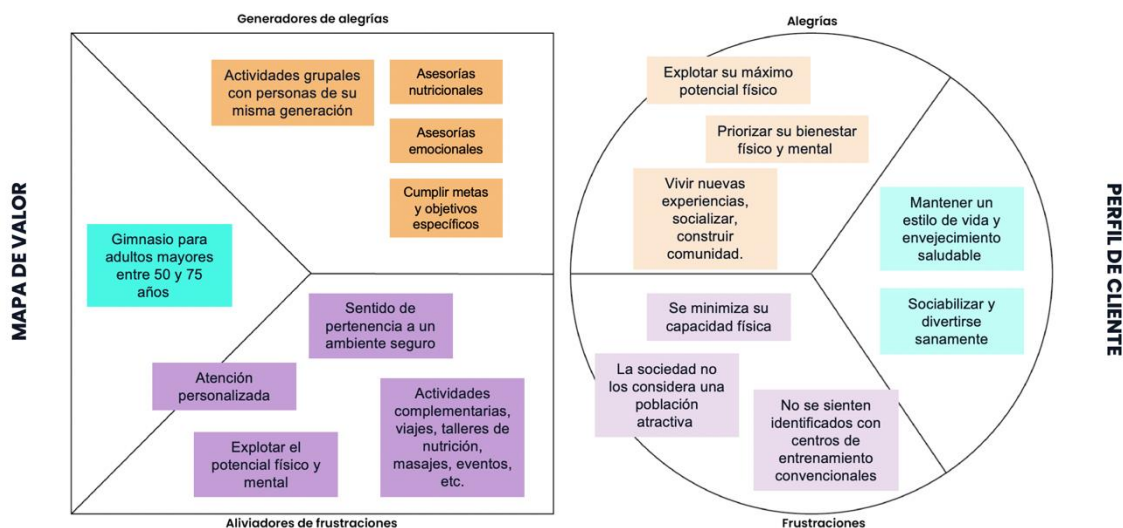 Generadores de alegrías
Actividades grupales
con personas de su
misma generación
Asesorías
nutricionales
Asesorías
emocionales
Cumplir metas
y objetivos
específicos
MAPA DE VALOR
Gimnasio para
adultos mayores
entre 50 y 75
años
Sentido de
pertenencia a un
ambiente seguro
Atención
personalizada
Actividades
complementarias,
viajes, talleres de
nutrición,
masajes, eventos,
etc.
Explotar el
potencial físico y
mental
Aliviadores de frustraciones
Alegrías
Explotar su máximo
potencial físico
Priorizar su bienestar
físico y mental
Vivir nuevas
experiencias,
socializar,
construir
comunidad.
Mantener un
estilo de vida y
envejecimiento
saludable
Sociabilizar y
divertirse
sanamente
PERFIL DE CLIENTE
Se minimiza su
capacidad física
La sociedad no
los considera una
población
atractiva
No se sienten
identificados con
centros de
entrenamiento
convencionales
Frustraciones